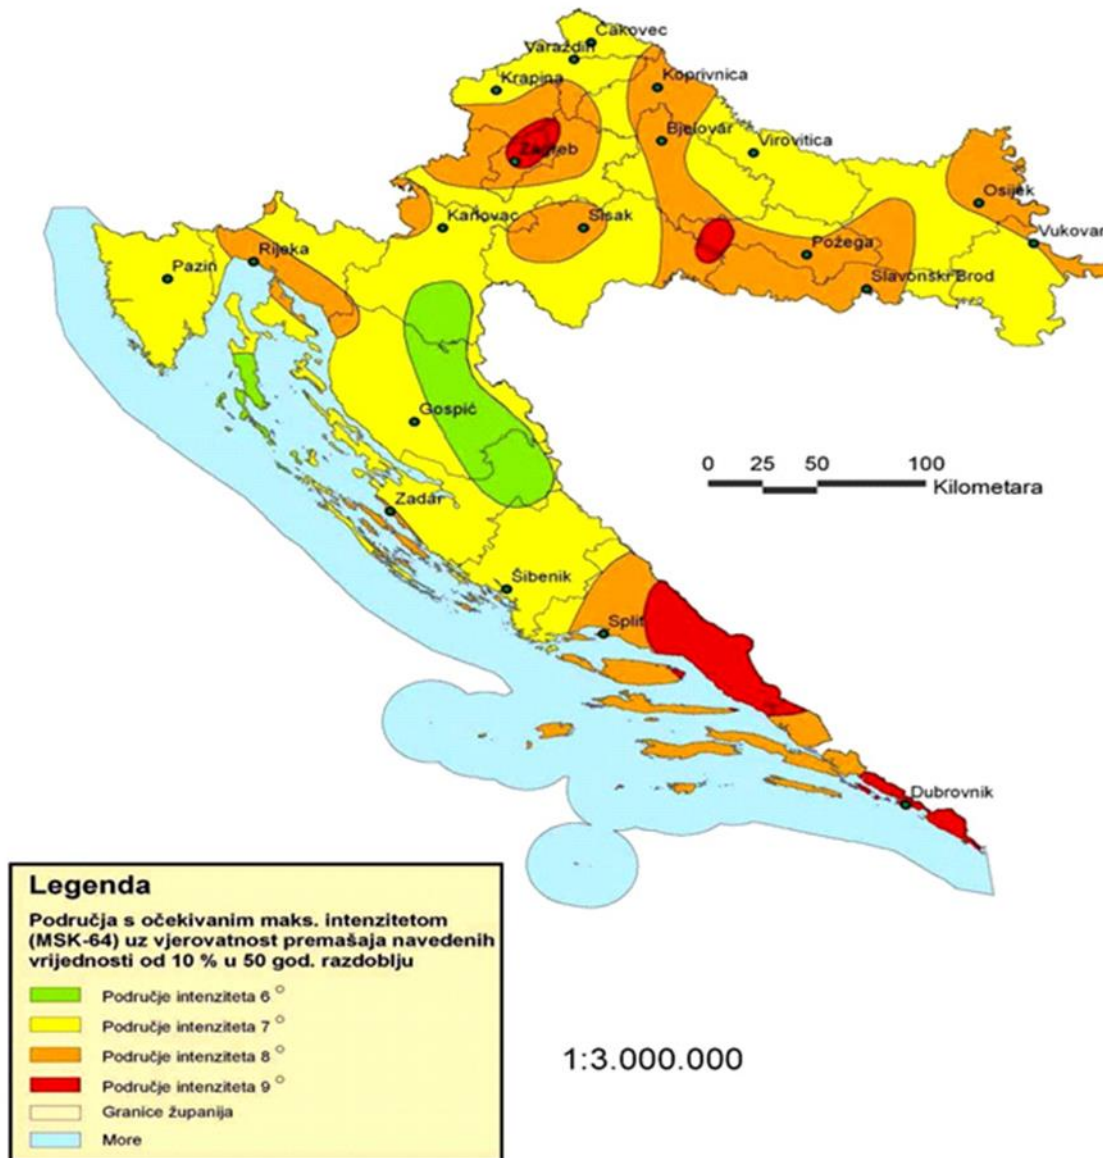 Čakovec
Varaždin
Krapina
Koprivnica
Bjelovar
Virovitica
Zagreb
Osijek
Karlovac
Sisak
Vukovar
Rijeka
Požega
Pazin
Slavonski Brod
Gospić
0 25 50 100
Kilometara
Zadar
Šibenik
Split
Dubrovnik
Legenda
Područja s očekivanim maks. intenzitetom
(MSK-64) uz vjerovatnost premašaja navedenih
vrijednosti od 10 % u 50 god. razdoblju
Područje intenziteta 6 °
Područje intenziteta 7 °
Područje intenziteta 8 °
Područje intenziteta 9 °
Granice županija
More
1:3.000.000